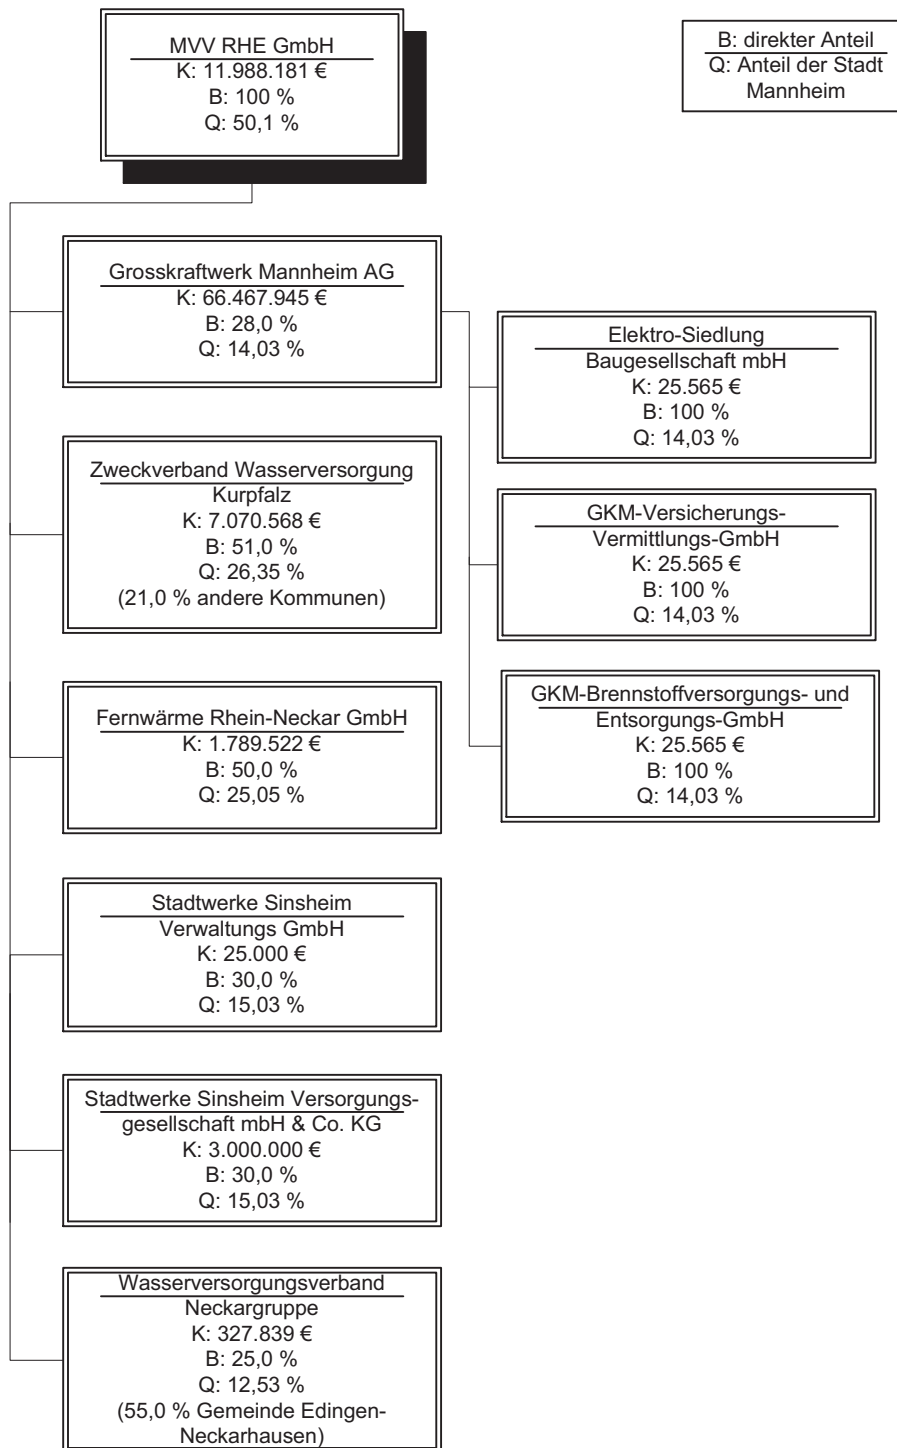 MVV RHE GmbH
K: 11.988.181 €
B: 100 %
Q: 50,1 %
B: direkter Anteil
Q: Anteil der Stadt
Mannheim
Grosskraftwerk Mannheim AG
K: 66.467.945 €
B: 28,0 %
Q: 14,03 %
Elektro-Siedlung
Baugesellschaft mbH
K: 25.565 €
B: 100 %
Q: 14,03 %
Zweckverband Wasserversorgung
Kurpfalz
K: 7.070.568 €
B: 51,0 %
Q: 26,35 %
(21,0 % andere Kommunen)
GKM-Versicherungs-
Vermittlungs-GmbH
K: 25.565 €
B: 100 %
Q: 14,03 %
Fernwärme Rhein-Neckar GmbH
K: 1.789.522 €
B: 50,0 %
Q: 25,05 %
GKM-Brennstoffversorgungs- und
Entsorgungs-GmbH
K: 25.565 €
B: 100 %
Q: 14,03 %
Stadtwerke Sinsheim
Verwaltungs GmbH
K: 25.000 €
B: 30,0 %
Q: 15,03 %
Stadtwerke Sinsheim Versorgungs-
gesellschaft mbH & Co. KG
K: 3.000.000 €
B: 30,0 %
Q: 15,03 %
Wasserversorgungsverband
Neckargruppe
K: 327.839 €
B: 25,0 %
Q: 12,53 %
(55,0 % Gemeinde Edingen-
Neckarhausen)